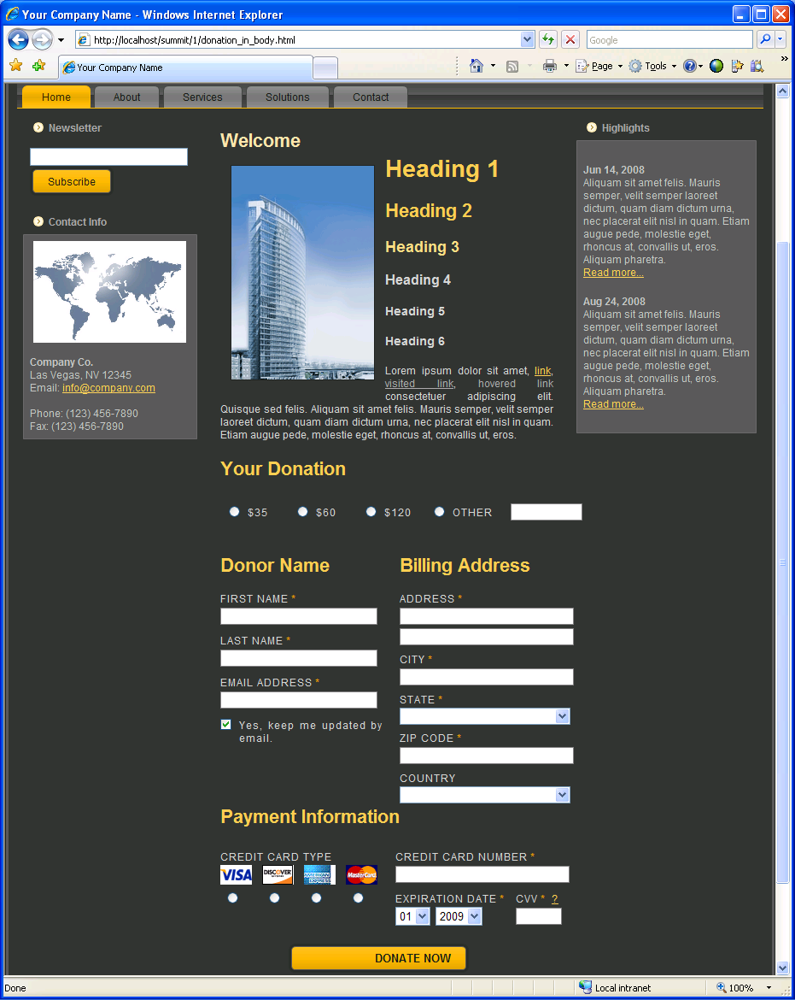 Your Company Name - Windows Internet Explorer
http://localhost/summit/1/donation_in_body.html
Google
Your Company Name
Page
Tools
»
Home
About
Services
Solutions
Contact
Newsletter
Subscribe
Contact Info
Company Co.
Las Vegas, NV 12345
Email: info@company.com
Phone: (123) 456-7890
Fax: (123) 456-7890
Welcome
Heading 1
Heading 2
Heading 3
Heading 4
Heading 5
Heading 6
Lorem ipsum dolor sit amet, link,
visited link, hovered link
consectetuer adipiscing elit.
Quisque sed felis. Aliquam sit amet felis. Mauris semper, velit semper
laoreet dictum, quam diam dictum urna, nec placerat elit nisl in quam.
Etiam augue pede, molestie eget, rhoncus at, convallis ut, eros.
Highlights
Jun 14, 2008
Aliquam sit amet felis. Mauris
semper, velit semper laoreet
dictum, quam diam dictum urna,
nec placerat elit nisl in quam. Etiam
augue pede, molestie eget,
rhoncus at, convallis ut, eros.
Aliquam pharetra.
Read more...
Aug 24, 2008
Aliquam sit amet felis. Mauris
semper, velit semper laoreet
dictum, quam diam dictum urna,
nec placerat elit nisl in quam. Etiam
augue pede, molestie eget,
rhoncus at, convallis ut, eros.
Aliquam pharetra.
Read more...
Your Donation
$35
$60
$120
OTHER
Donor Name
FIRST NAME *
LAST NAME *
EMAIL ADDRESS *
Yes, keep me updated by
email.
Billing Address
ADDRESS *
CITY *
STATE *
ZIP CODE *
COUNTRY
Payment Information
CREDIT CARD TYPE
VISA
DISCOVER
AMERICAN EXPRESS
MasterCard
CREDIT CARD NUMBER *
EXPIRATION DATE *
01
2009
CVV * ?
DONATE NOW
Done
Local intranet
100%